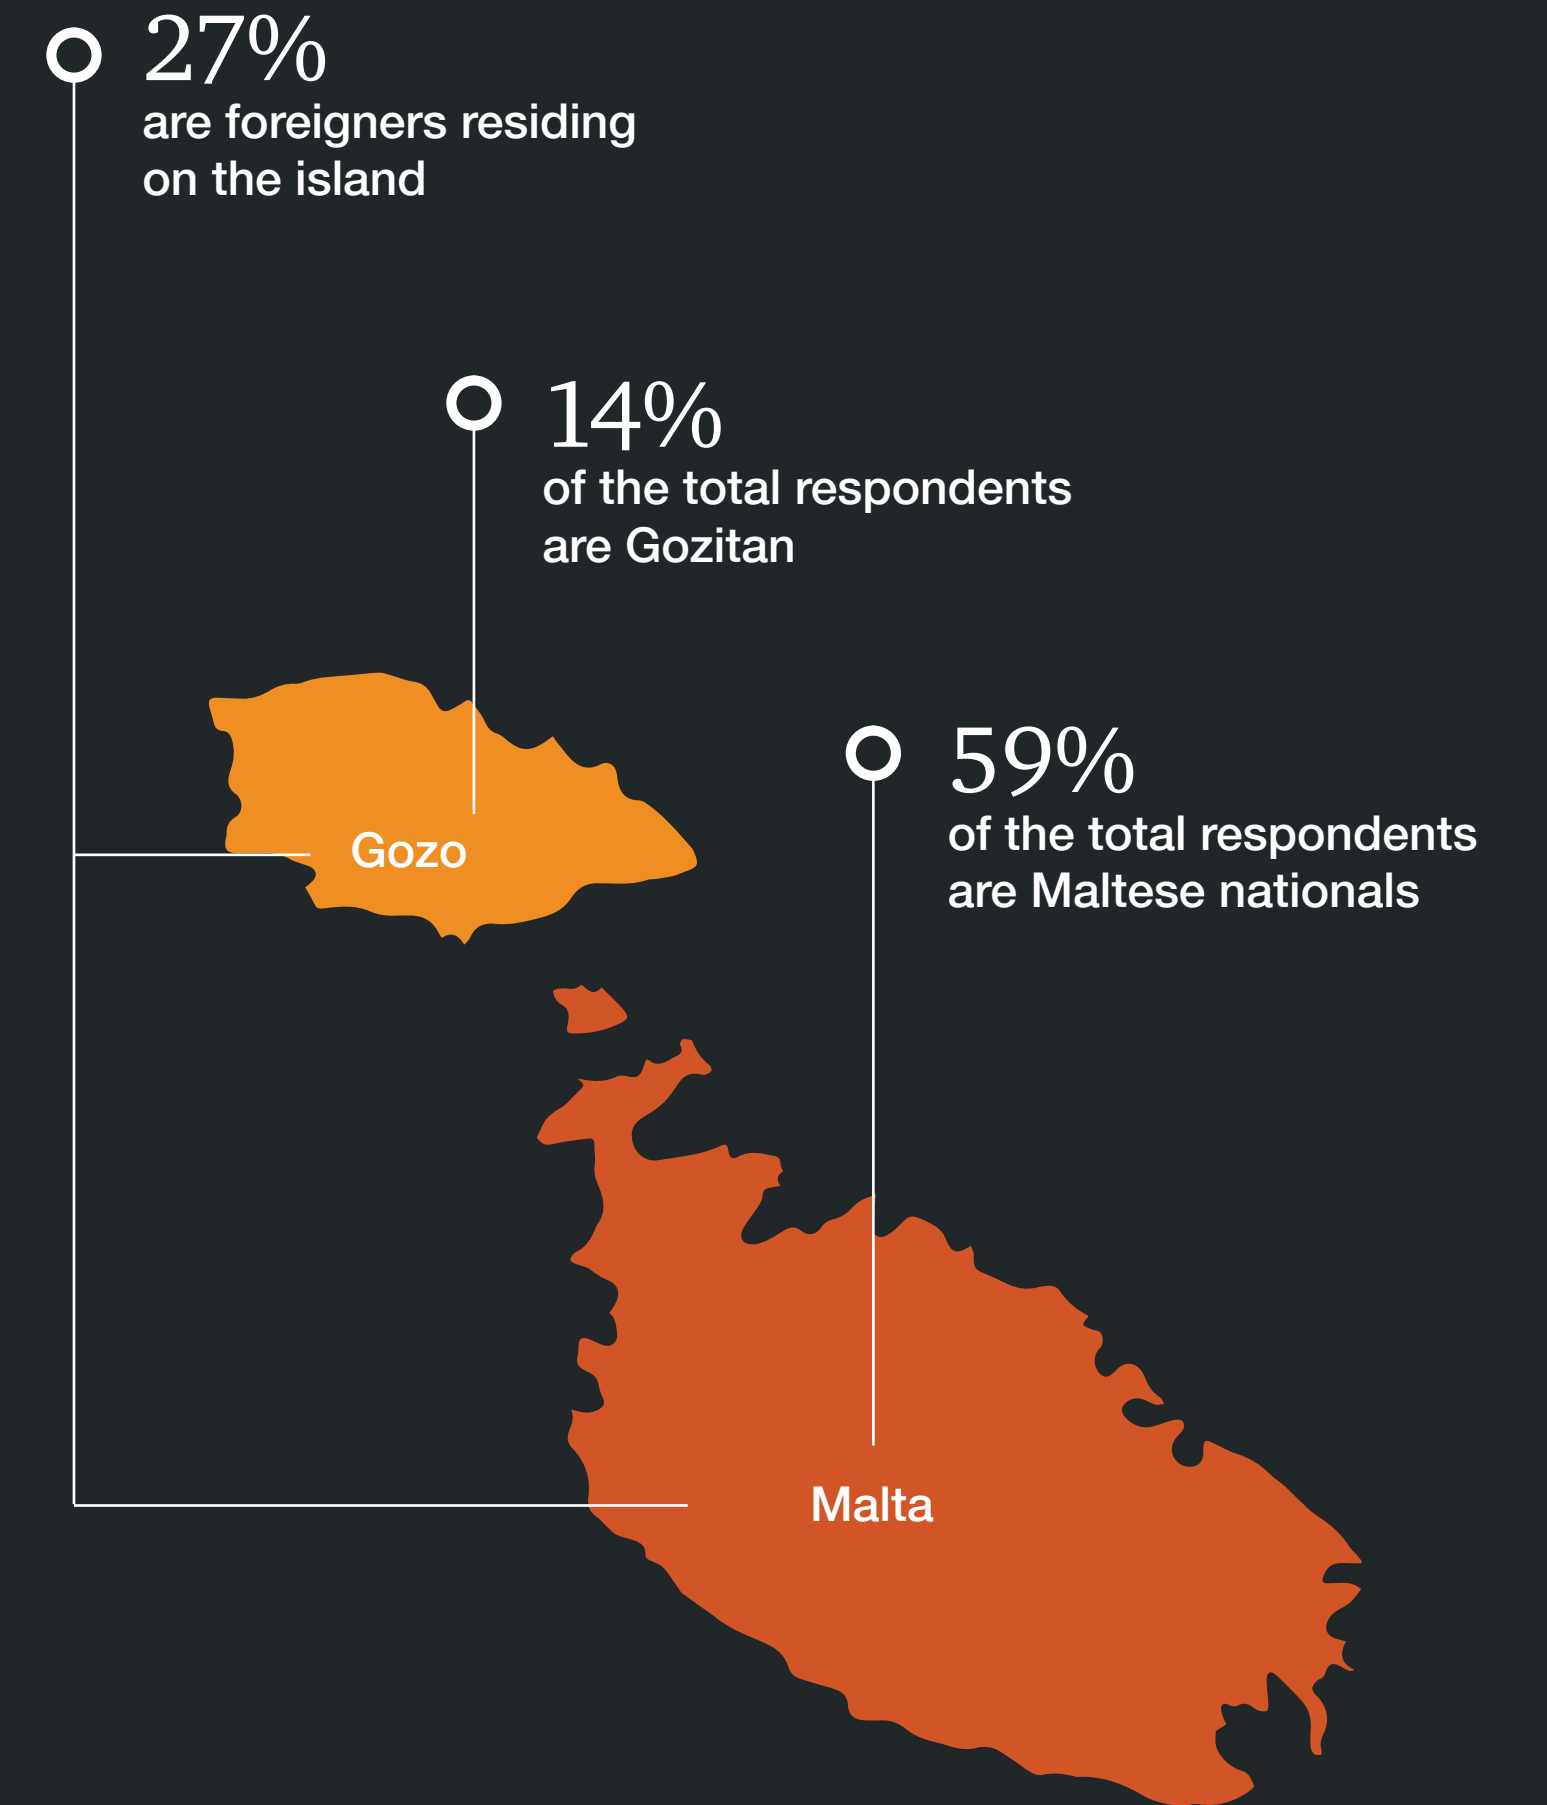 27%
are foreigners residing
on the island
14%
of the total respondents
are Gozitan
59%
of the total respondents
are Maltese nationals
Gozo
Malta